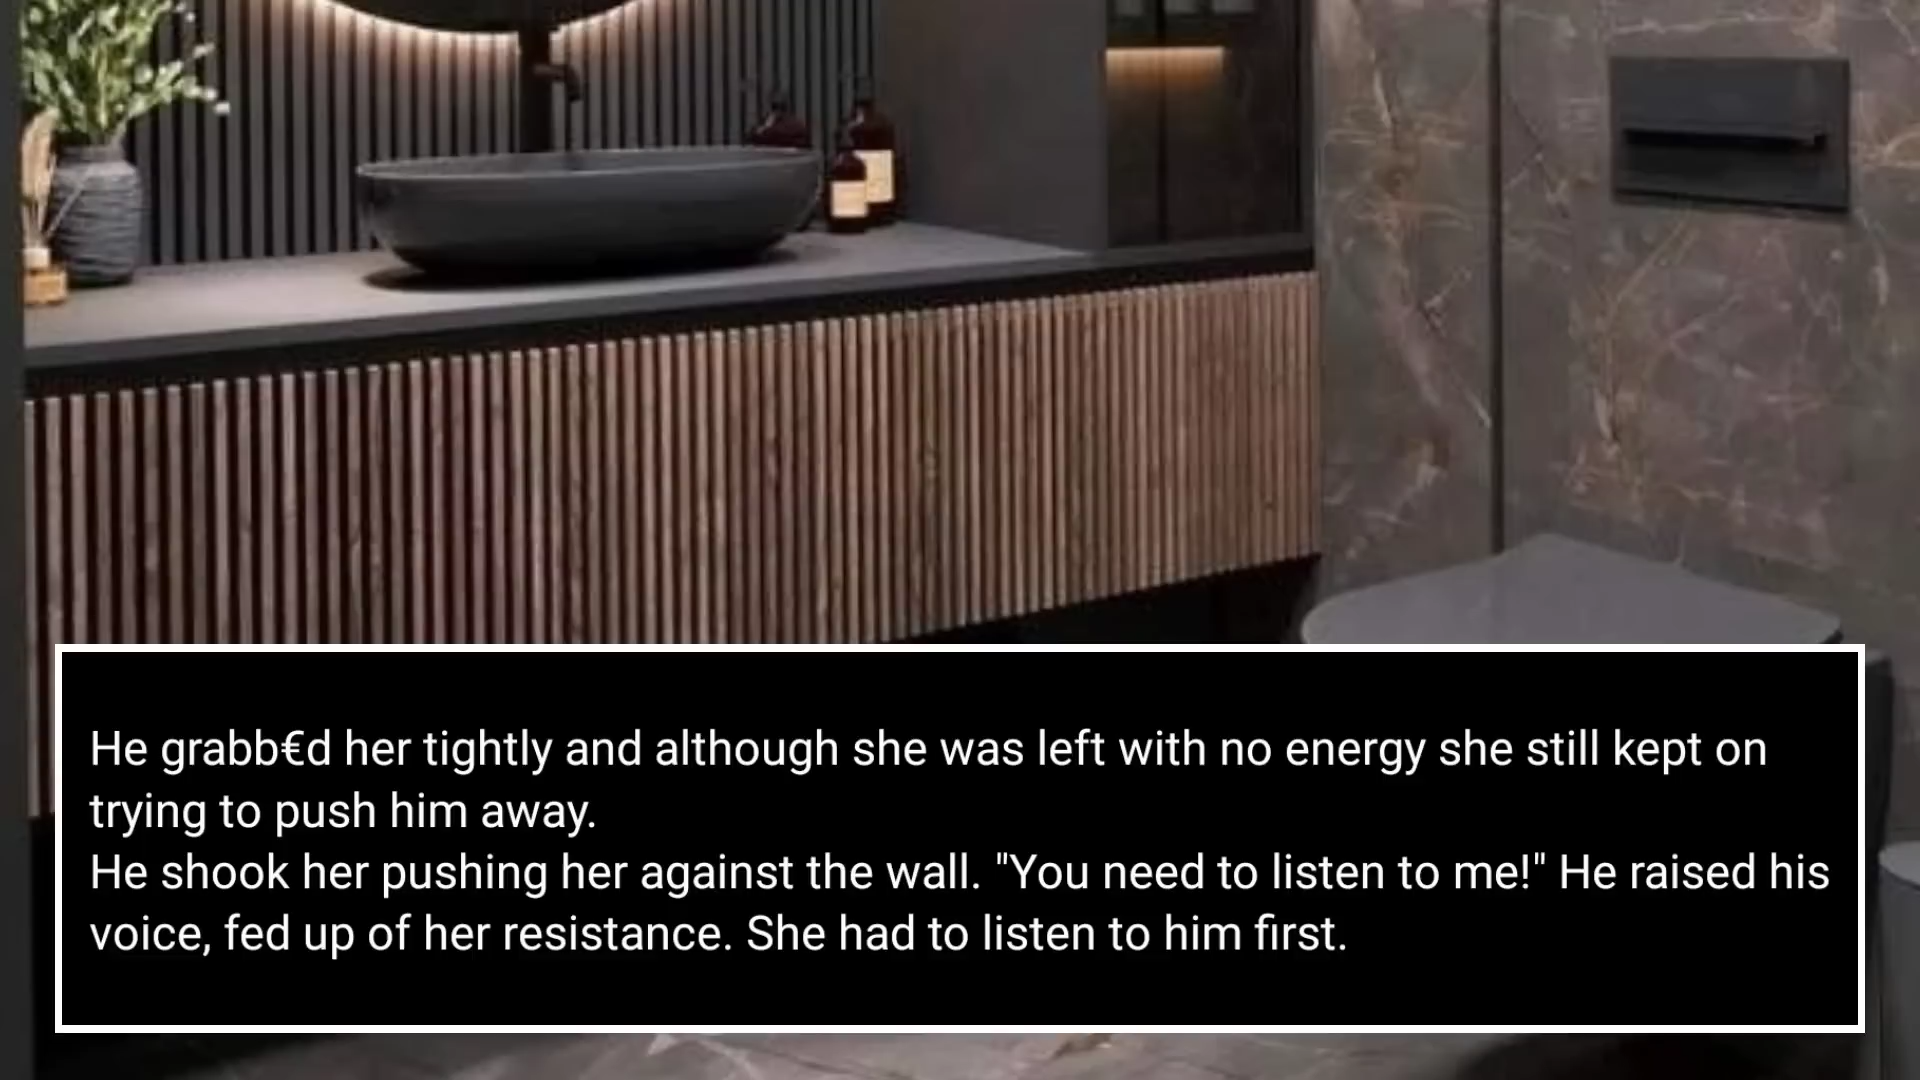 He grabb€d her tightly and although she was left with no energy she still kept on
trying to push him away.
He shook her pushing her against the wall. "You need to listen to me!" He raised his
voice, fed up of her resistance. She had to listen to him first.